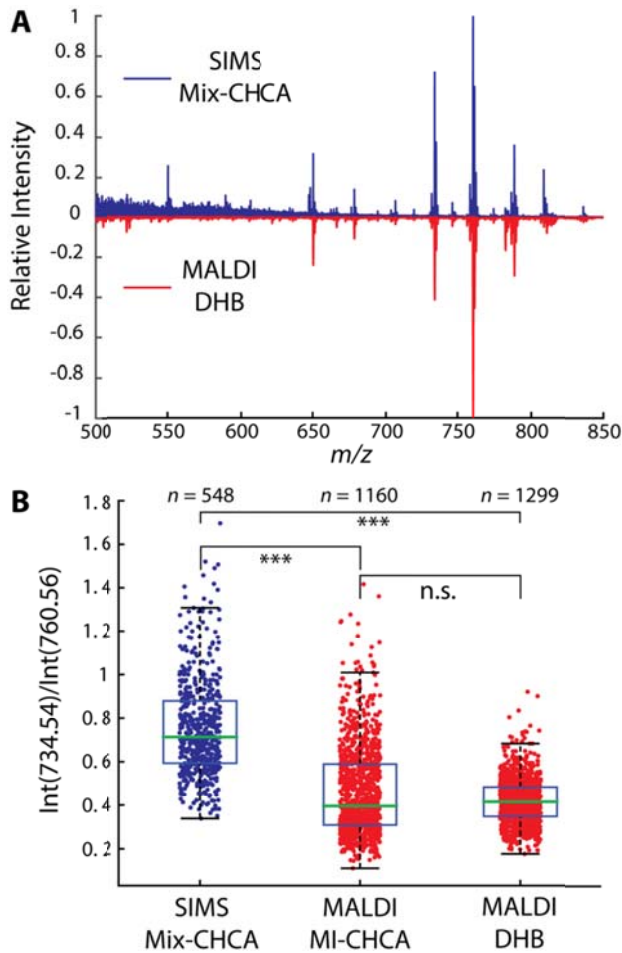 A
SIMS
Mix-CHCA
MALDI
DHB
Relative Intensity
1
0.8
0.6
0.4
0.2
0
-0.2
-0.4
-0.6
-0.8
-1
500 550 600 650 700 750 800 850
m/z
B
n = 548 n = 1160 n = 1299
***
***
n.s.
Int(734.54)/Int(760.56)
1.8
1.6
1.4
1.2
1
0.8
0.6
0.4
0.2
SIMS
Mix-CHCA
MALDI
MI-CHCA
MALDI
DHB